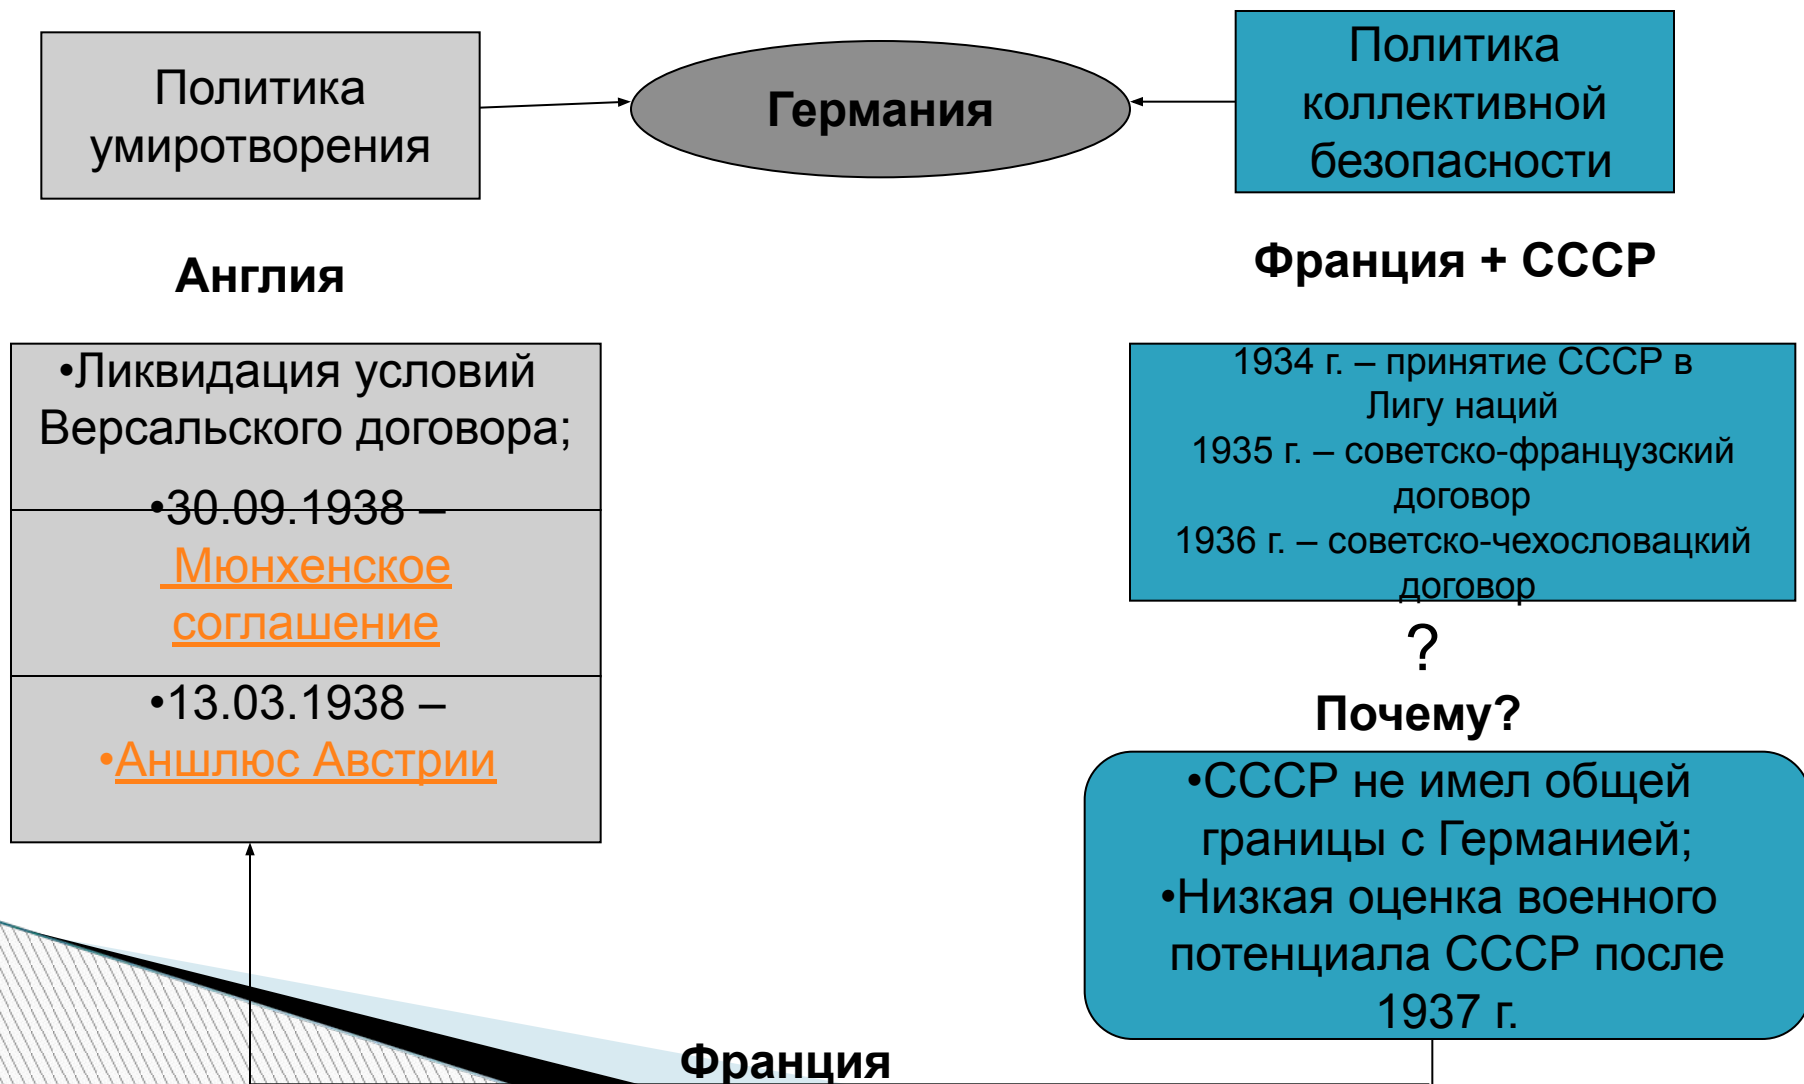 Политика
умиротворения
Германия
Политика
коллективной
безопасности
Англия
Франция + СССР
•Ликвидация условий
Версальского договора;
•30.09.1938 –
Мюнхенское
соглашение
•13.03.1938 –
•Аншлюс Австрии
1934 г. – принятие СССР в
Лигу наций
1935 г. – советско-французский
договор
1936 г. – советско-чехословацкий
договор
?
Почему?
•СССР не имел общей
границы с Германией;
•Низкая оценка военного
потенциала СССР после
1937 г.
Франция